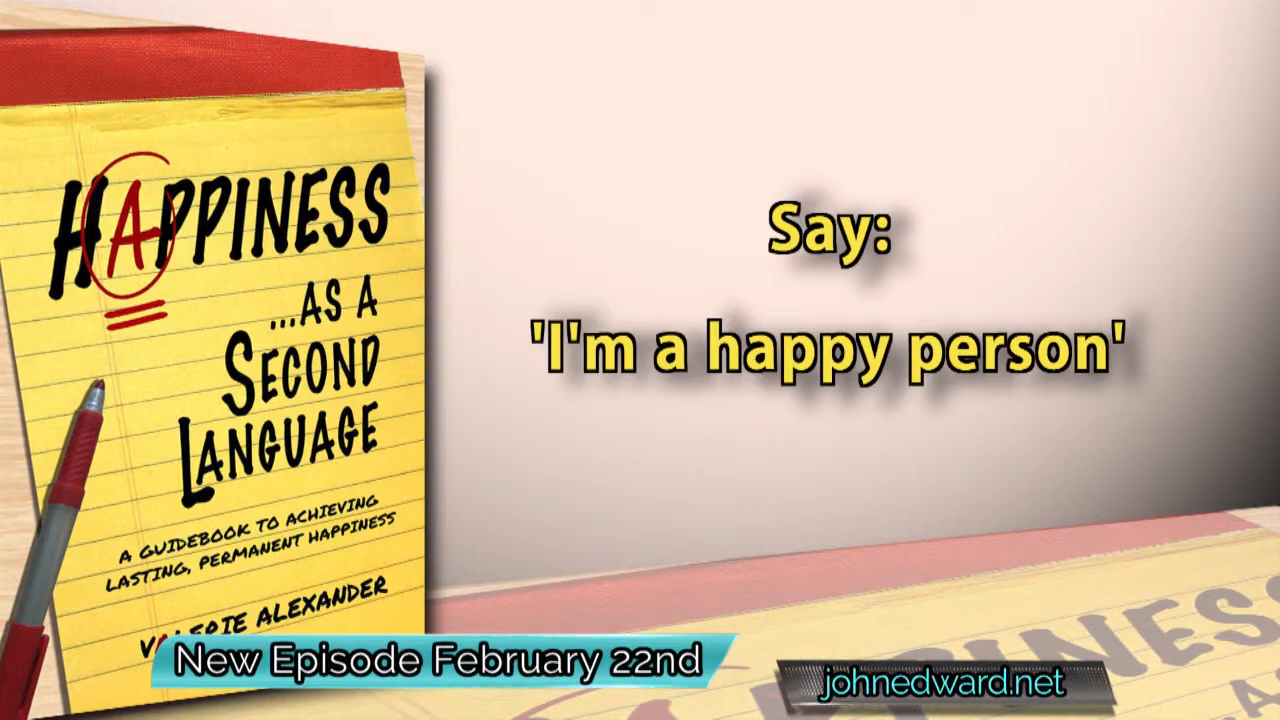 HAPPINESS
...AS A
SECOND
LANGUAGE
A GUIDEBOOK TO ACHIEVING
LASTING, PERMANENT HAPPINESS
VALERIE ALEXANDER
Say:
'I'm a happy person'
New Episode February 22nd
johnedward.net